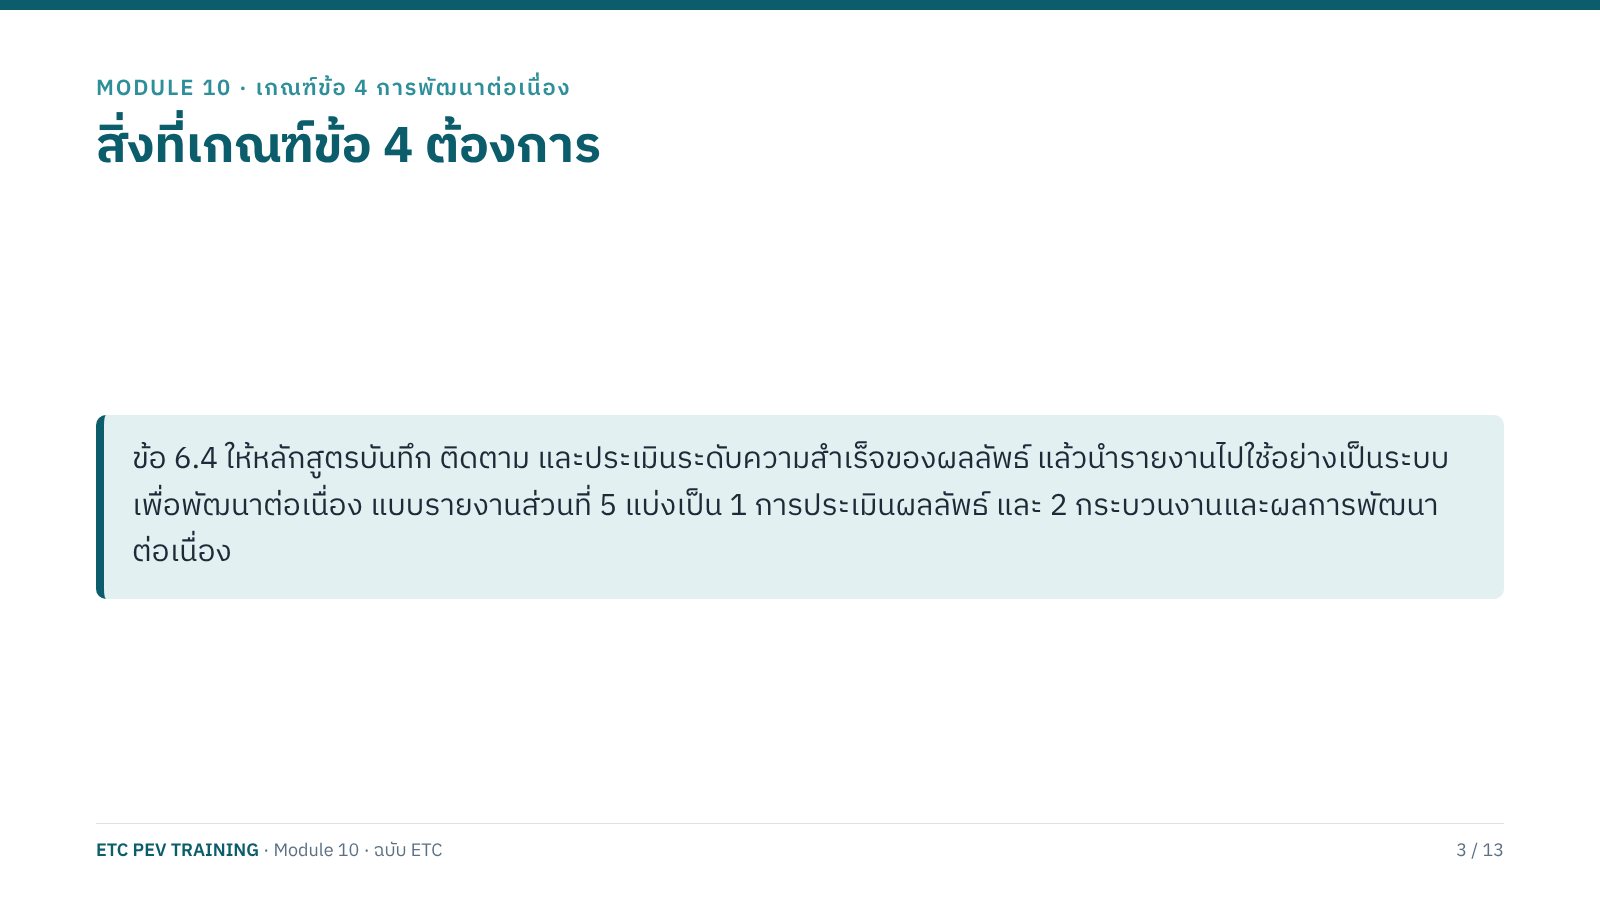 MODULE 10 · เกณฑ์ข้อ 4 การพัฒนาต่อเนื่อง
สิ่งที่เกณฑ์ข้อ 4 ต้องการ
ข้อ 6.4 ให้หลักสูตรบันทึก ติดตาม และประเมินระดับความสำเร็จของผลลัพธ์ แล้วนำรายงานไปใช้อย่างเป็นระบบ
เพื่อพัฒนาต่อเนื่อง แบบรายงานส่วนที่ 5 แบ่งเป็น 1 การประเมินผลลัพธ์ และ 2 กระบวนงานและผลการพัฒนา
ต่อเนื่อง
ETC PEV TRAINING · Module 10 · ฉบับ ETC
3 / 13